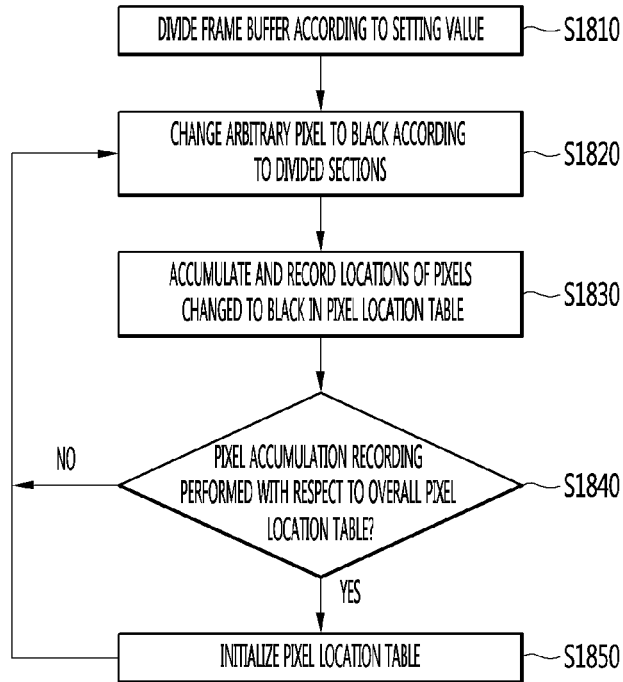 DIVIDE FRAME BUFFER ACCORDING TO SETTING VALUE
S1810
CHANGE ARBITRARY PIXEL TO BLACK ACCORDING
TO DIVIDED SECTIONS
S1820
ACCUMULATE AND RECORD LOCATIONS OF PIXELS
CHANGED TO BLACK IN PIXEL LOCATION TABLE
S1830
NO
PIXEL ACCUMULATION RECORDING
PERFORMED WITH RESPECT TO OVERALL PIXEL
LOCATION TABLE?
S1840
YES
INITIALIZE PIXEL LOCATION TABLE
S1850